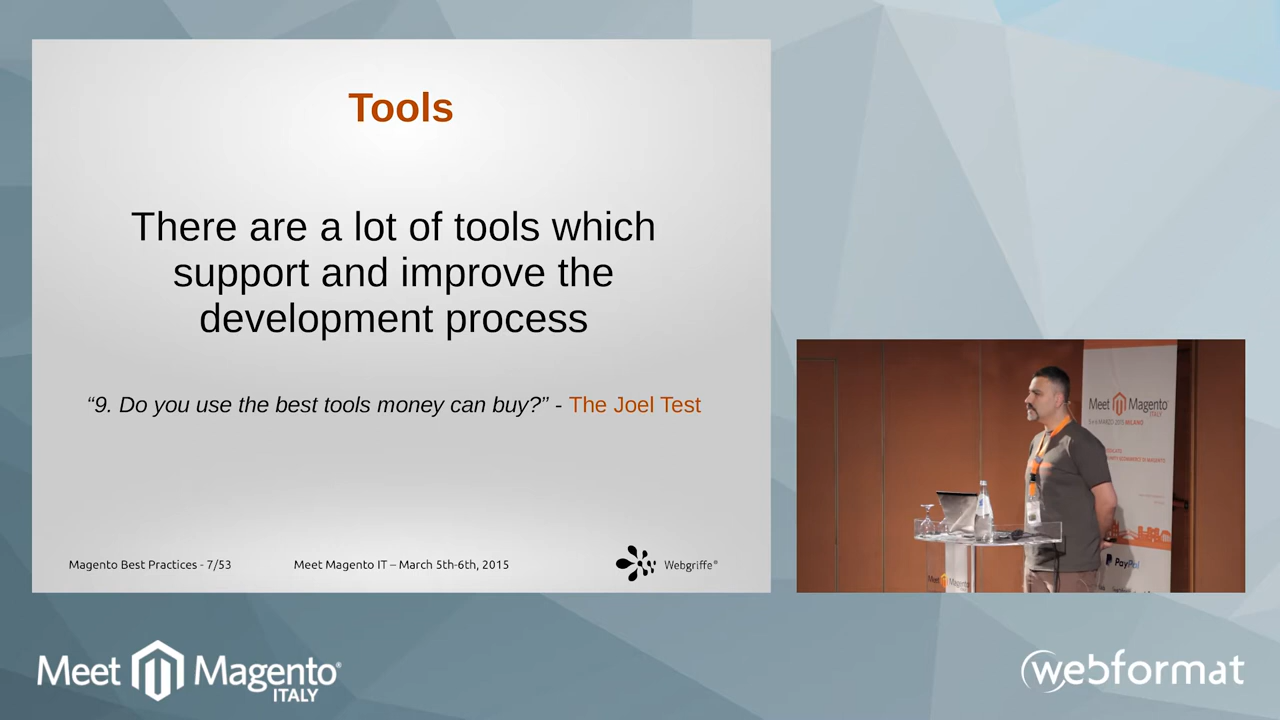 Tools
There are a lot of tools which
support and improve the
development process
“9. Do you use the best tools money can buy?” - The Joel Test
Magento Best Practices - 7/53
Meet Magento IT – March 5th-6th, 2015
Webgriffe®
Meet Magento®
ITALY
MILANO
PayPal
Meet Magento®
ITALY
webformat